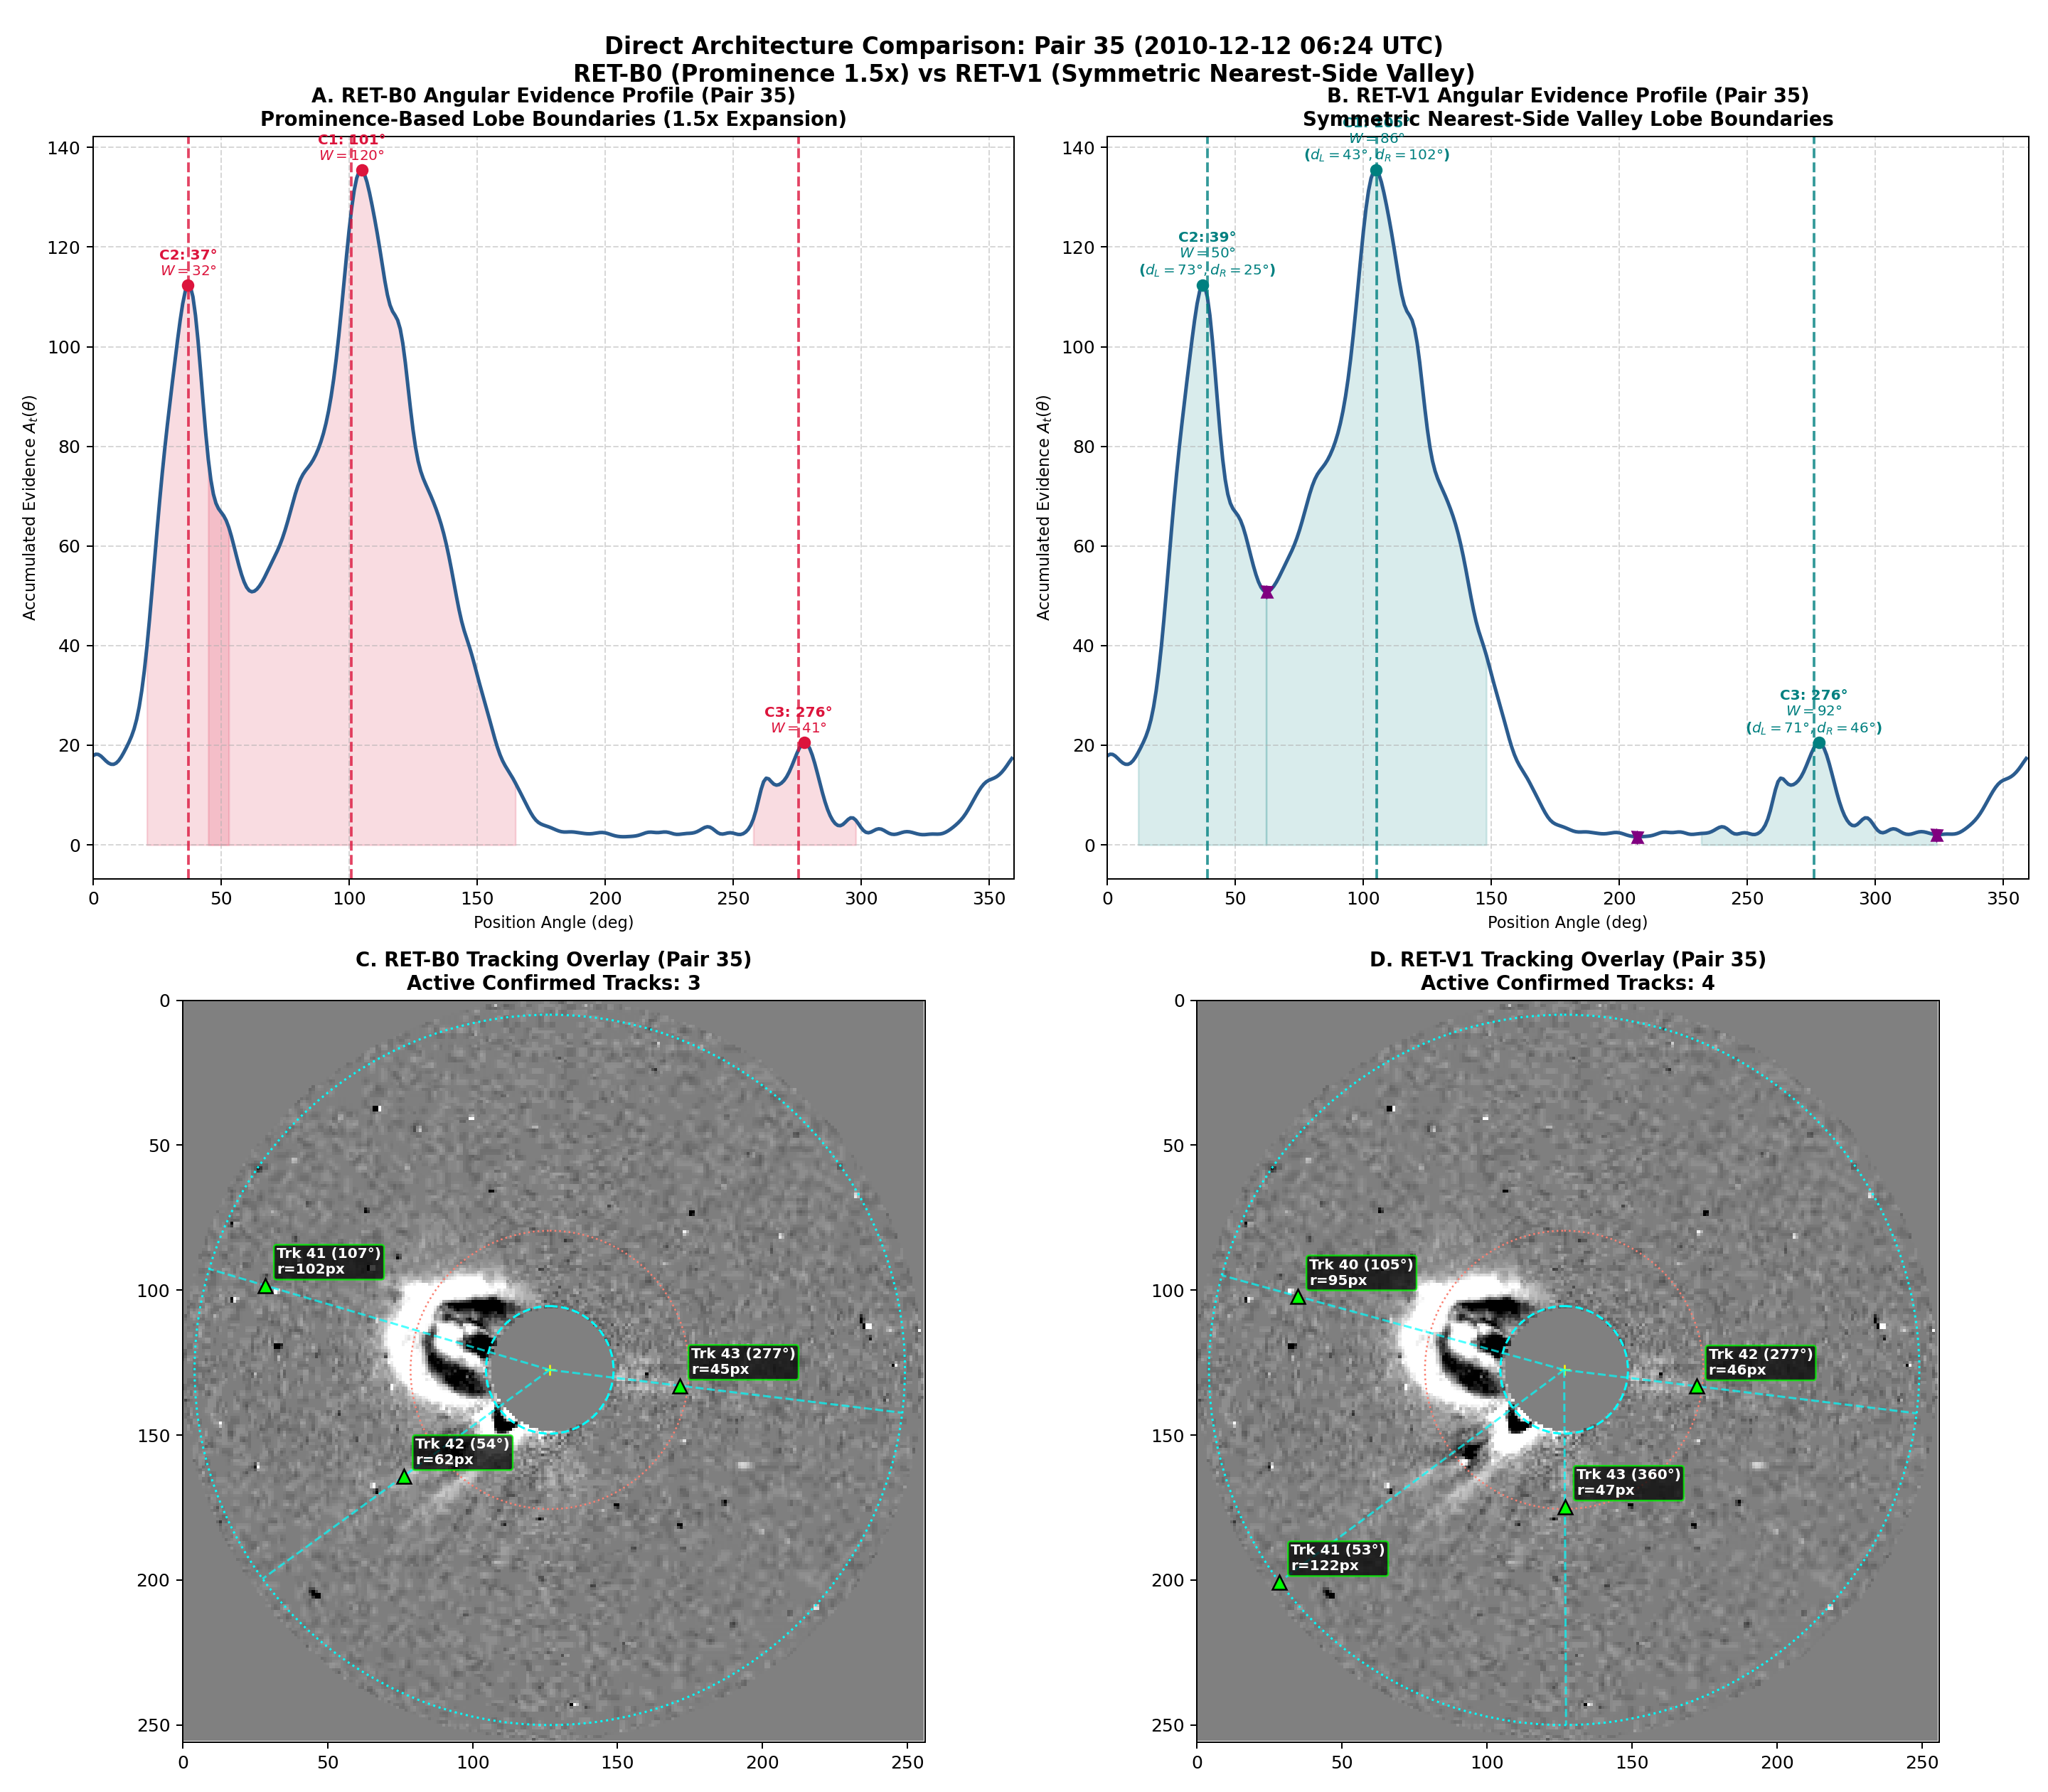 Direct Architecture Comparison: Pair 35 (2010-12-12 06:24 UTC)
RET-B0 (Prominence 1.5x) vs RET-V1 (Symmetric Nearest-Side Valley)
A. RET-B0 Angular Evidence Profile (Pair 35)
Prominence-Based Lobe Boundaries (1.5x Expansion)
C1: 101°
W = 120°
C2: 37°
W = 32°
C3: 276°
W = 41°
140
120
100
80
60
40
20
0
Accumulated Evidence A_t(θ)
0 50 100 150 200 250 300 350
Position Angle (deg)
B. RET-V1 Angular Evidence Profile (Pair 35)
Symmetric Nearest-Side Valley Lobe Boundaries
W = 86°
(d_L = 43°, d_R = 102°)
C2: 39°
W = 50°
(d_L = 73°, d_R = 25°)
C3: 276°
W = 92°
(d_L = 71°, d_R = 46°)
140
120
100
80
60
40
20
0
Accumulated Evidence A_t(θ)
0 50 100 150 200 250 300 350
Position Angle (deg)
C. RET-B0 Tracking Overlay (Pair 35)
Active Confirmed Tracks: 3
0
50
100
150
200
250
Trk 41 (107°)
r=102px
Trk 43 (277°)
r=45px
Trk 42 (54°)
r=62px
0 50 100 150 200 250
D. RET-V1 Tracking Overlay (Pair 35)
Active Confirmed Tracks: 4
0
50
100
150
200
250
Trk 40 (105°)
r=95px
Trk 42 (277°)
r=46px
Trk 43 (360°)
r=47px
Trk 41 (53°)
r=122px
0 50 100 150 200 250